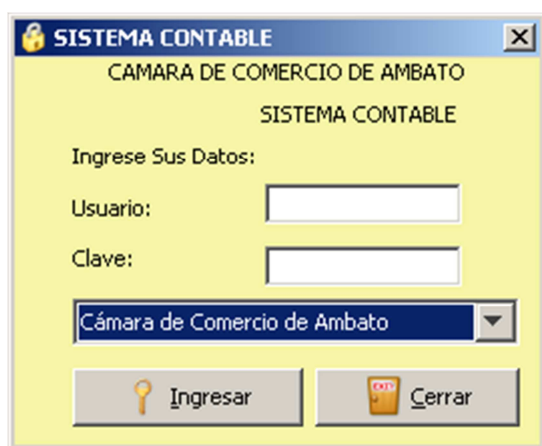 SISTEMA CONTABLE
CAMARA DE COMERCIO DE AMBATO
SISTEMA CONTABLE
Ingrese Sus Datos:
Usuario:
Clave:
Cámara de Comercio de Ambato
Ingresar
EXIT Cerrar